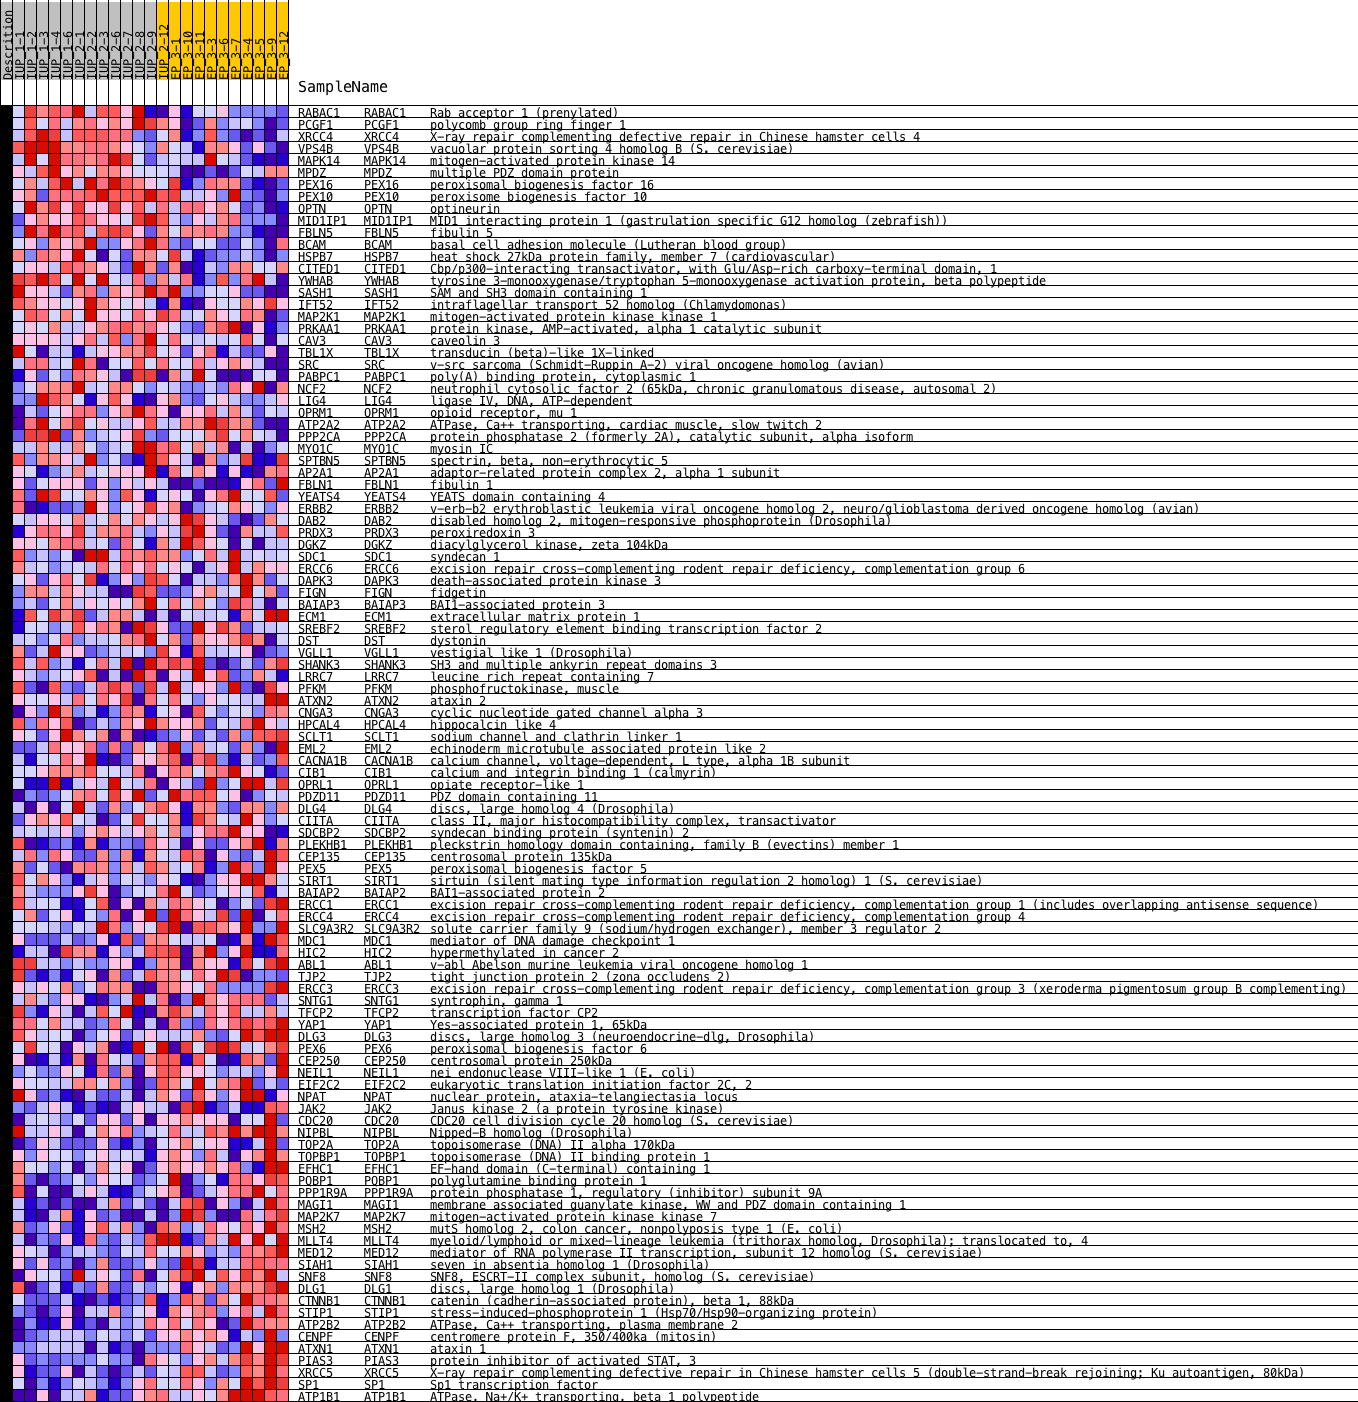 Descrition
IUP_1-1
IUP_1-2
IUP_1-3
IUP_1-4
IUP_1-6
IUP_2-1
IUP_2-2
IUP_2-3
IUP_2-6
IUP_2-7
IUP_2-8
IUP_2-9
IUP_2-12
EP_3-1
EP_3-10
EP_3-11
EP_3-3
EP_3-6
EP_3-7
EP_3-4
EP_3-5
EP_3-9
EP_3-12
SampleName
RABAC1 RABAC1 Rab acceptor 1 (prenylated)
PCGF1 PCGF1 polycomb group ring finger 1
XRCC4 XRCC4 X-ray repair complementing defective repair in Chinese hamster cells 4
VPS4B VPS4B vacuolar protein sorting 4 homolog B (S. cerevisiae)
MAPK14 MAPK14 mitogen-activated protein kinase 14
MPDZ MPDZ multiple PDZ domain protein
PEX16 PEX16 peroxisomal biogenesis factor 16
PEX10 PEX10 peroxisome biogenesis factor 10
OPTN OPTN optineurin
MID1IP1 MID1IP1 MID1 interacting protein 1 (gastrulation specific G12 homolog (zebrafish))
FBLN5 FBLN5 fibulin 5
BCAM BCAM basal cell adhesion molecule (Lutheran blood group)
HSPB7 HSPB7 heat shock 27kDa protein family, member 7 (cardiovascular)
CITED1 CITED1 Cbp/p300-interacting transactivator, with Glu/Asp-rich carboxy-terminal domain, 1
YWHAB YWHAB tyrosine 3-monooxygenase/tryptophan 5-monooxygenase activation protein, beta polypeptide
SASH1 SASH1 SAM and SH3 domain containing 1
IFT52 IFT52 intraflagellar transport 52 homolog (Chlamydomonas)
MAP2K1 MAP2K1 mitogen-activated protein kinase kinase 1
PRKAA1 PRKAA1 protein kinase, AMP-activated, alpha 1 catalytic subunit
CAV3 CAV3 caveolin 3
TBL1X TBL1X transducin (beta)-like 1X-linked
SRC SRC v-src sarcoma (Schmidt-Ruppin A-2) viral oncogene homolog (avian)
PABPC1 PABPC1 poly(A) binding protein, cytoplasmic 1
NCF2 NCF2 neutrophil cytosolic factor 2 (65kDa, chronic granulomatous disease, autosomal 2)
LIG4 LIG4 ligase IV, DNA, ATP-dependent
OPRM1 OPRM1 opioid receptor, mu 1
ATP2A2 ATP2A2 ATPase, Ca++ transporting, cardiac muscle, slow twitch 2
PPP2CA PPP2CA protein phosphatase 2 (formerly 2A), catalytic subunit, alpha isoform
MYO1C MYO1C myosin IC
SPTBN5 SPTBN5 spectrin, beta, non-erythrocytic 5
AP2A1 AP2A1 adaptor-related protein complex 2, alpha 1 subunit
FBLN1 FBLN1 fibulin 1
YEATS4 YEATS4 YEATS domain containing 4
ERBB2 ERBB2 v-erb-b2 erythroblastic leukemia viral oncogene homolog 2, neuro/glioblastoma derived oncogene homolog (avian)
DAB2 DAB2 disabled homolog 2, mitogen-responsive phosphoprotein (Drosophila)
PRDX3 PRDX3 peroxiredoxin 3
DGKZ DGKZ diacylglycerol kinase, zeta 104kDa
SDC1 SDC1 syndecan 1
ERCC6 ERCC6 excision repair cross-complementing rodent repair deficiency, complementation group 6
DAPK3 DAPK3 death-associated protein kinase 3
FIGN FIGN fidgetin
BAIAP3 BAIAP3 BAI1-associated protein 3
ECM1 ECM1 extracellular matrix protein 1
SREBF2 SREBF2 sterol regulatory element binding transcription factor 2
DST DST dystonin
VGLL1 VGLL1 vestigial like 1 (Drosophila)
SHANK3 SHANK3 SH3 and multiple ankyrin repeat domains 3
LRRC7 LRRC7 leucine rich repeat containing 7
PFKM PFKM phosphofructokinase, muscle
ATXN2 ATXN2 ataxin 2
CNGA3 CNGA3 cyclic nucleotide gated channel alpha 3
HPCAL4 HPCAL4 hippocalcin like 4
SCLT1 SCLT1 sodium channel and clathrin linker 1
EML2 EML2 echinoderm microtubule associated protein like 2
CACNA1B CACNA1B calcium channel, voltage-dependent, L type, alpha 1B subunit
CIB1 CIB1 calcium and integrin binding 1 (calmyrin)
OPRL1 OPRL1 opiate receptor-like 1
PDZD11 PDZD11 PDZ domain containing 11
DLG4 DLG4 discs, large homolog 4 (Drosophila)
CIITA CIITA class II, major histocompatibility complex, transactivator
SDCBP2 SDCBP2 syndecan binding protein (syntenin) 2
PLEKHB1 PLEKHB1 pleckstrin homology domain containing, family B (evectins) member 1
CEP135 CEP135 centrosomal protein 135kDa
PEX5 PEX5 peroxisomal biogenesis factor 5
SIRT1 SIRT1 sirtuin (silent mating type information regulation 2 homolog) 1 (S. cerevisiae)
BAIAP2 BAIAP2 BAI1-associated protein 2
ERCC1 ERCC1 excision repair cross-complementing rodent repair deficiency, complementation group 1 (includes overlapping antisense sequence)
ERCC4 ERCC4 excision repair cross-complementing rodent repair deficiency, complementation group 4
SLC9A3R2 SLC9A3R2 solute carrier family 9 (sodium/hydrogen exchanger), member 3 regulator 2
MDC1 MDC1 mediator of DNA damage checkpoint 1
HIC2 HIC2 hypermethylated in cancer 2
ABL1 ABL1 v-abl Abelson murine leukemia viral oncogene homolog 1
TJP2 TJP2 tight junction protein 2 (zona occludens 2)
ERCC3 ERCC3 excision repair cross-complementing rodent repair deficiency, complementation group 3 (xeroderma pigmentosum group B complementing)
SNTG1 SNTG1 syntrophin, gamma 1
TFCP2 TFCP2 transcription factor CP2
YAP1 YAP1 Yes-associated protein 1, 65kDa
DLG3 DLG3 discs, large homolog 3 (neuroendocrine-dlg, Drosophila)
PEX6 PEX6 peroxisomal biogenesis factor 6
CEP250 CEP250 centrosomal protein 250kDa
NEIL1 NEIL1 nei endonuclease VIII-like 1 (E. coli)
EIF2C2 EIF2C2 eukaryotic translation initiation factor 2C, 2
NPAT NPAT nuclear protein, ataxia-telangiectasia locus
JAK2 JAK2 Janus kinase 2 (a protein tyrosine kinase)
CDC20 CDC20 CDC20 cell division cycle 20 homolog (S. cerevisiae)
NIPBL NIPBL Nipped-B homolog (Drosophila)
TOP2A TOP2A topoisomerase (DNA) II alpha 170kDa
TOPBP1 TOPBP1 topoisomerase (DNA) II binding protein 1
EFHC1 EFHC1 EF-hand domain (C-terminal) containing 1
PQBP1 PQBP1 polyglutamine binding protein 1
PPP1R9A PPP1R9A protein phosphatase 1, regulatory (inhibitor) subunit 9A
MAGI1 MAGI1 membrane associated guanylate kinase, WW and PDZ domain containing 1
MAP2K7 MAP2K7 mitogen-activated protein kinase kinase 7
MSH2 MSH2 mutS homolog 2, colon cancer, nonpolyposis type 1 (E. coli)
MLLT4 MLLT4 myeloid/lymphoid or mixed-lineage leukemia (trithorax homolog, Drosophila); translocated to, 4
MED12 MED12 mediator of RNA polymerase II transcription, subunit 12 homolog (S. cerevisiae)
SIAH1 SIAH1 seven in absentia homolog 1 (Drosophila)
SNF8 SNF8 SNF8, ESCRT-II complex subunit, homolog (S. cerevisiae)
DLG1 DLG1 discs, large homolog 1 (Drosophila)
CTNNB1 CTNNB1 catenin (cadherin-associated protein), beta 1, 88kDa
STIP1 STIP1 stress-induced-phosphoprotein 1 (Hsp70/Hsp90-organizing protein)
ATP2B2 ATP2B2 ATPase, Ca++ transporting, plasma membrane 2
CENPF CENPF centromere protein F, 350/400ka (mitosin)
ATXN1 ATXN1 ataxin 1
PIAS3 PIAS3 protein inhibitor of activated STAT, 3
XRCC5 XRCC5 X-ray repair complementing defective repair in Chinese hamster cells 5 (double-strand-break rejoining; Ku autoantigen, 80kDa)
SP1 SP1 Sp1 transcription factor
ATP1B1 ATP1B1 ATPase, Na+/K+ transporting, beta 1 polypeptide